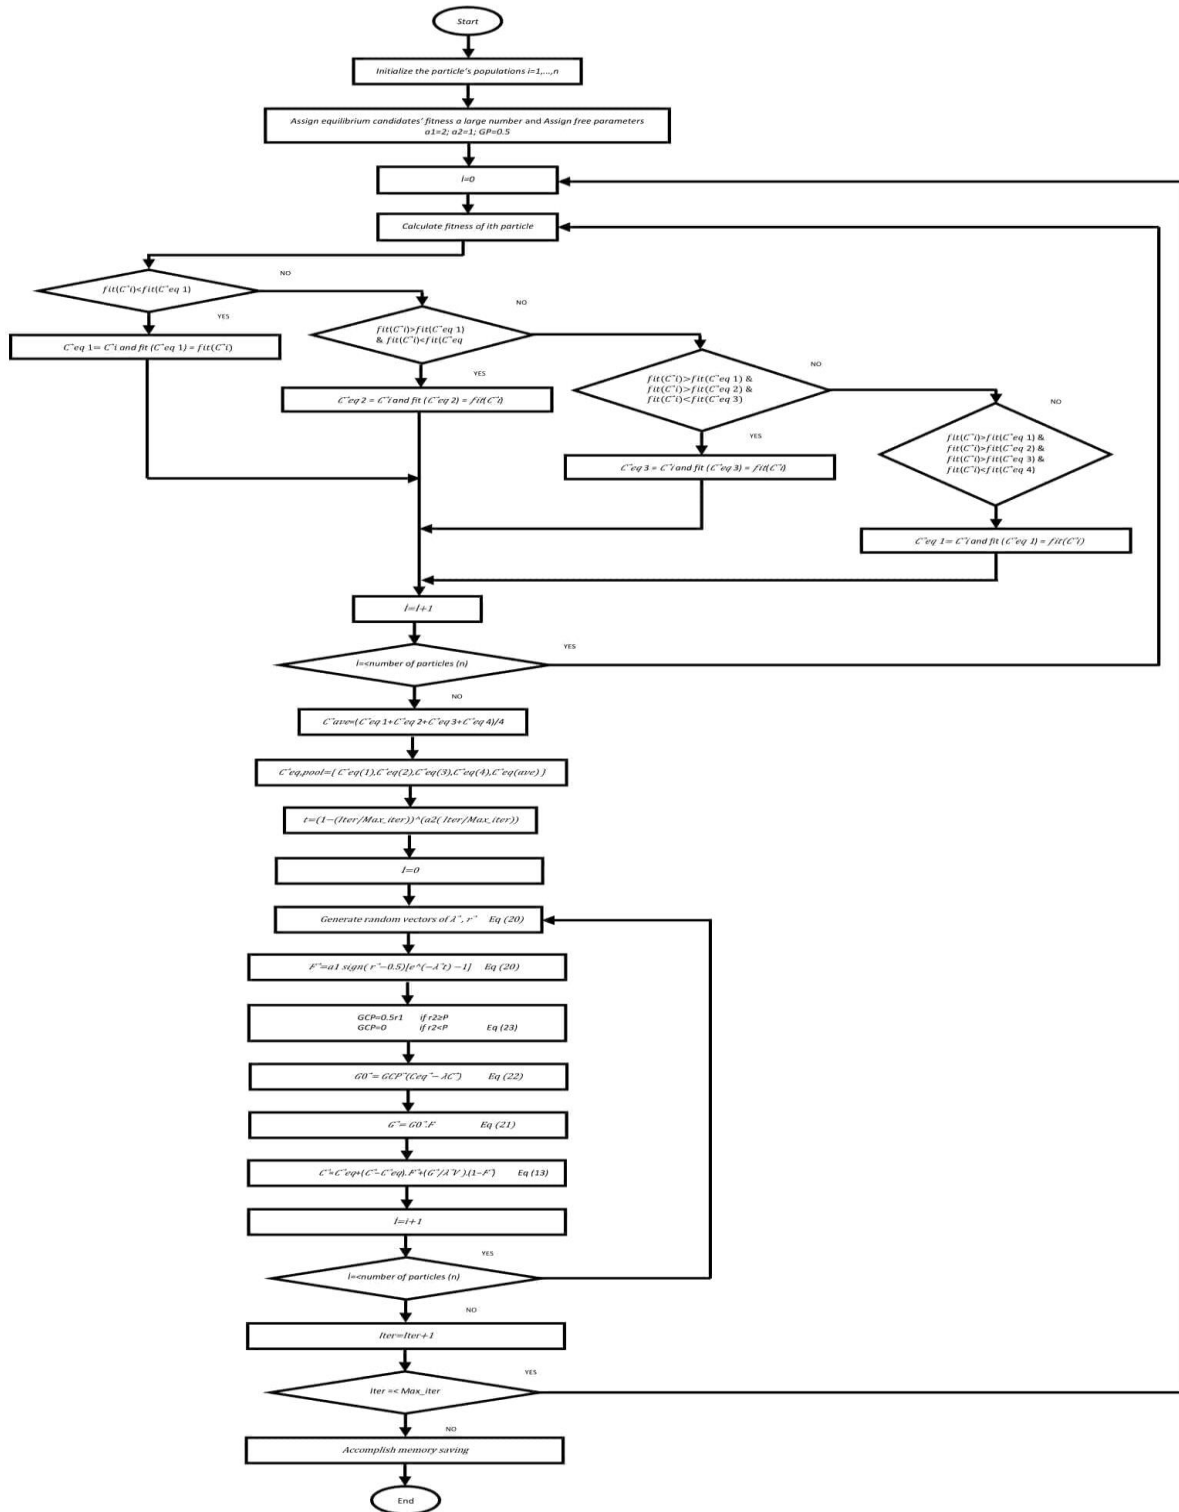 Start
Initialize the particle's populations i=1,...,n
Assign equilibrium candidates' fitness a large number and Assign free parameters
a1=2; a2=1; GP=0.5
i=0
Calculate fitness of ith particle
NO
fit(C⃗i)<fit(C⃗eq 1)
YES
C⃗eq 1= C⃗i and fit (C⃗eq 1) = fit(C⃗i)
NO
fit(C⃗i)>fit(C⃗eq 1)
& fit(C⃗i)<fit(C⃗eq
YES
C⃗eq 2 = C⃗i and fit (C⃗eq 2) = fit(C⃗i)
NO
fit(C⃗i)>fit(C⃗eq 1) &
fit(C⃗i)>fit(C⃗eq 2) &
fit(C⃗i)<fit(C⃗eq 3)
YES
C⃗eq 3 = C⃗i and fit (C⃗eq 3) = fit(C⃗i)
NO
fit(C⃗i)>fit(C⃗eq 1) &
fit(C⃗i)>fit(C⃗eq 2) &
fit(C⃗i)>fit(C⃗eq 3) &
fit(C⃗i)<fit(C⃗eq 4)
C⃗eq 1= C⃗i and fit (C⃗eq 1) = fit(C⃗i)
i=i+1
YES
i=<number of particles (n)
NO
C⃗ave=(C⃗eq 1+C⃗eq 2+C⃗eq 3+C⃗eq 4)/4
C⃗eq,pool={ C⃗eq(1),C⃗eq(2),C⃗eq(3),C⃗eq(4),C⃗eq(ave) }
t=(1−(Iter/Max_iter))^(a2( Iter/Max_iter))
I=0
Generate random vectors of λ⃗, r⃗ Eq (20)
F⃗=a1 sign( r⃗−0.5)[e^(−λ⃗t) −1] Eq (20)
GCP=0.5r1 if r2≥P
GCP=0 if r2<P Eq (23)
G0⃗= GCP⃗(Ceq⃗− λC⃗) Eq (22)
G⃗= G0⃗.F Eq (21)
C⃗=C⃗eq+(C⃗−C⃗eq).F⃗+(G⃗/λ⃗V ).(1−F⃗) Eq (13)
i=i+1
YES
i=<number of particles (n)
NO
Iter=Iter+1
YES
Iter =< Max_iter
NO
Accomplish memory saving
End